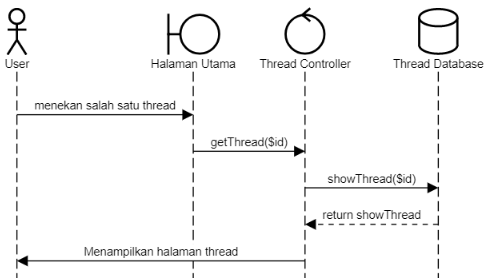 User
Halaman Utama
Thread Controller
Thread Database
menekan salah satu thread
getThread($id)
showThread($id)
return showThread
Menampilkan halaman thread